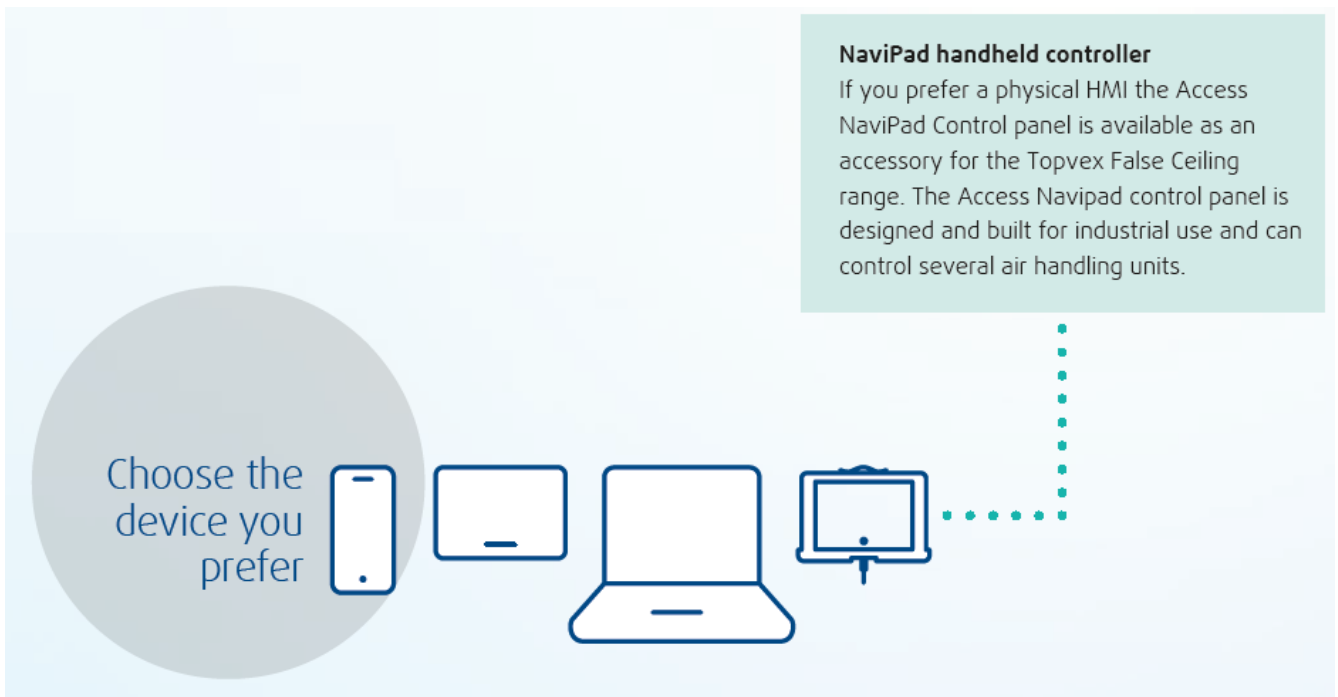 NaviPad handheld controller
If you prefer a physical HMI the Access
NaviPad Control panel is available as an
accessory for the Topvex False Ceiling
range. The Access Navipad control panel is
designed and built for industrial use and can
control several air handling units.
Choose the
device you
prefer